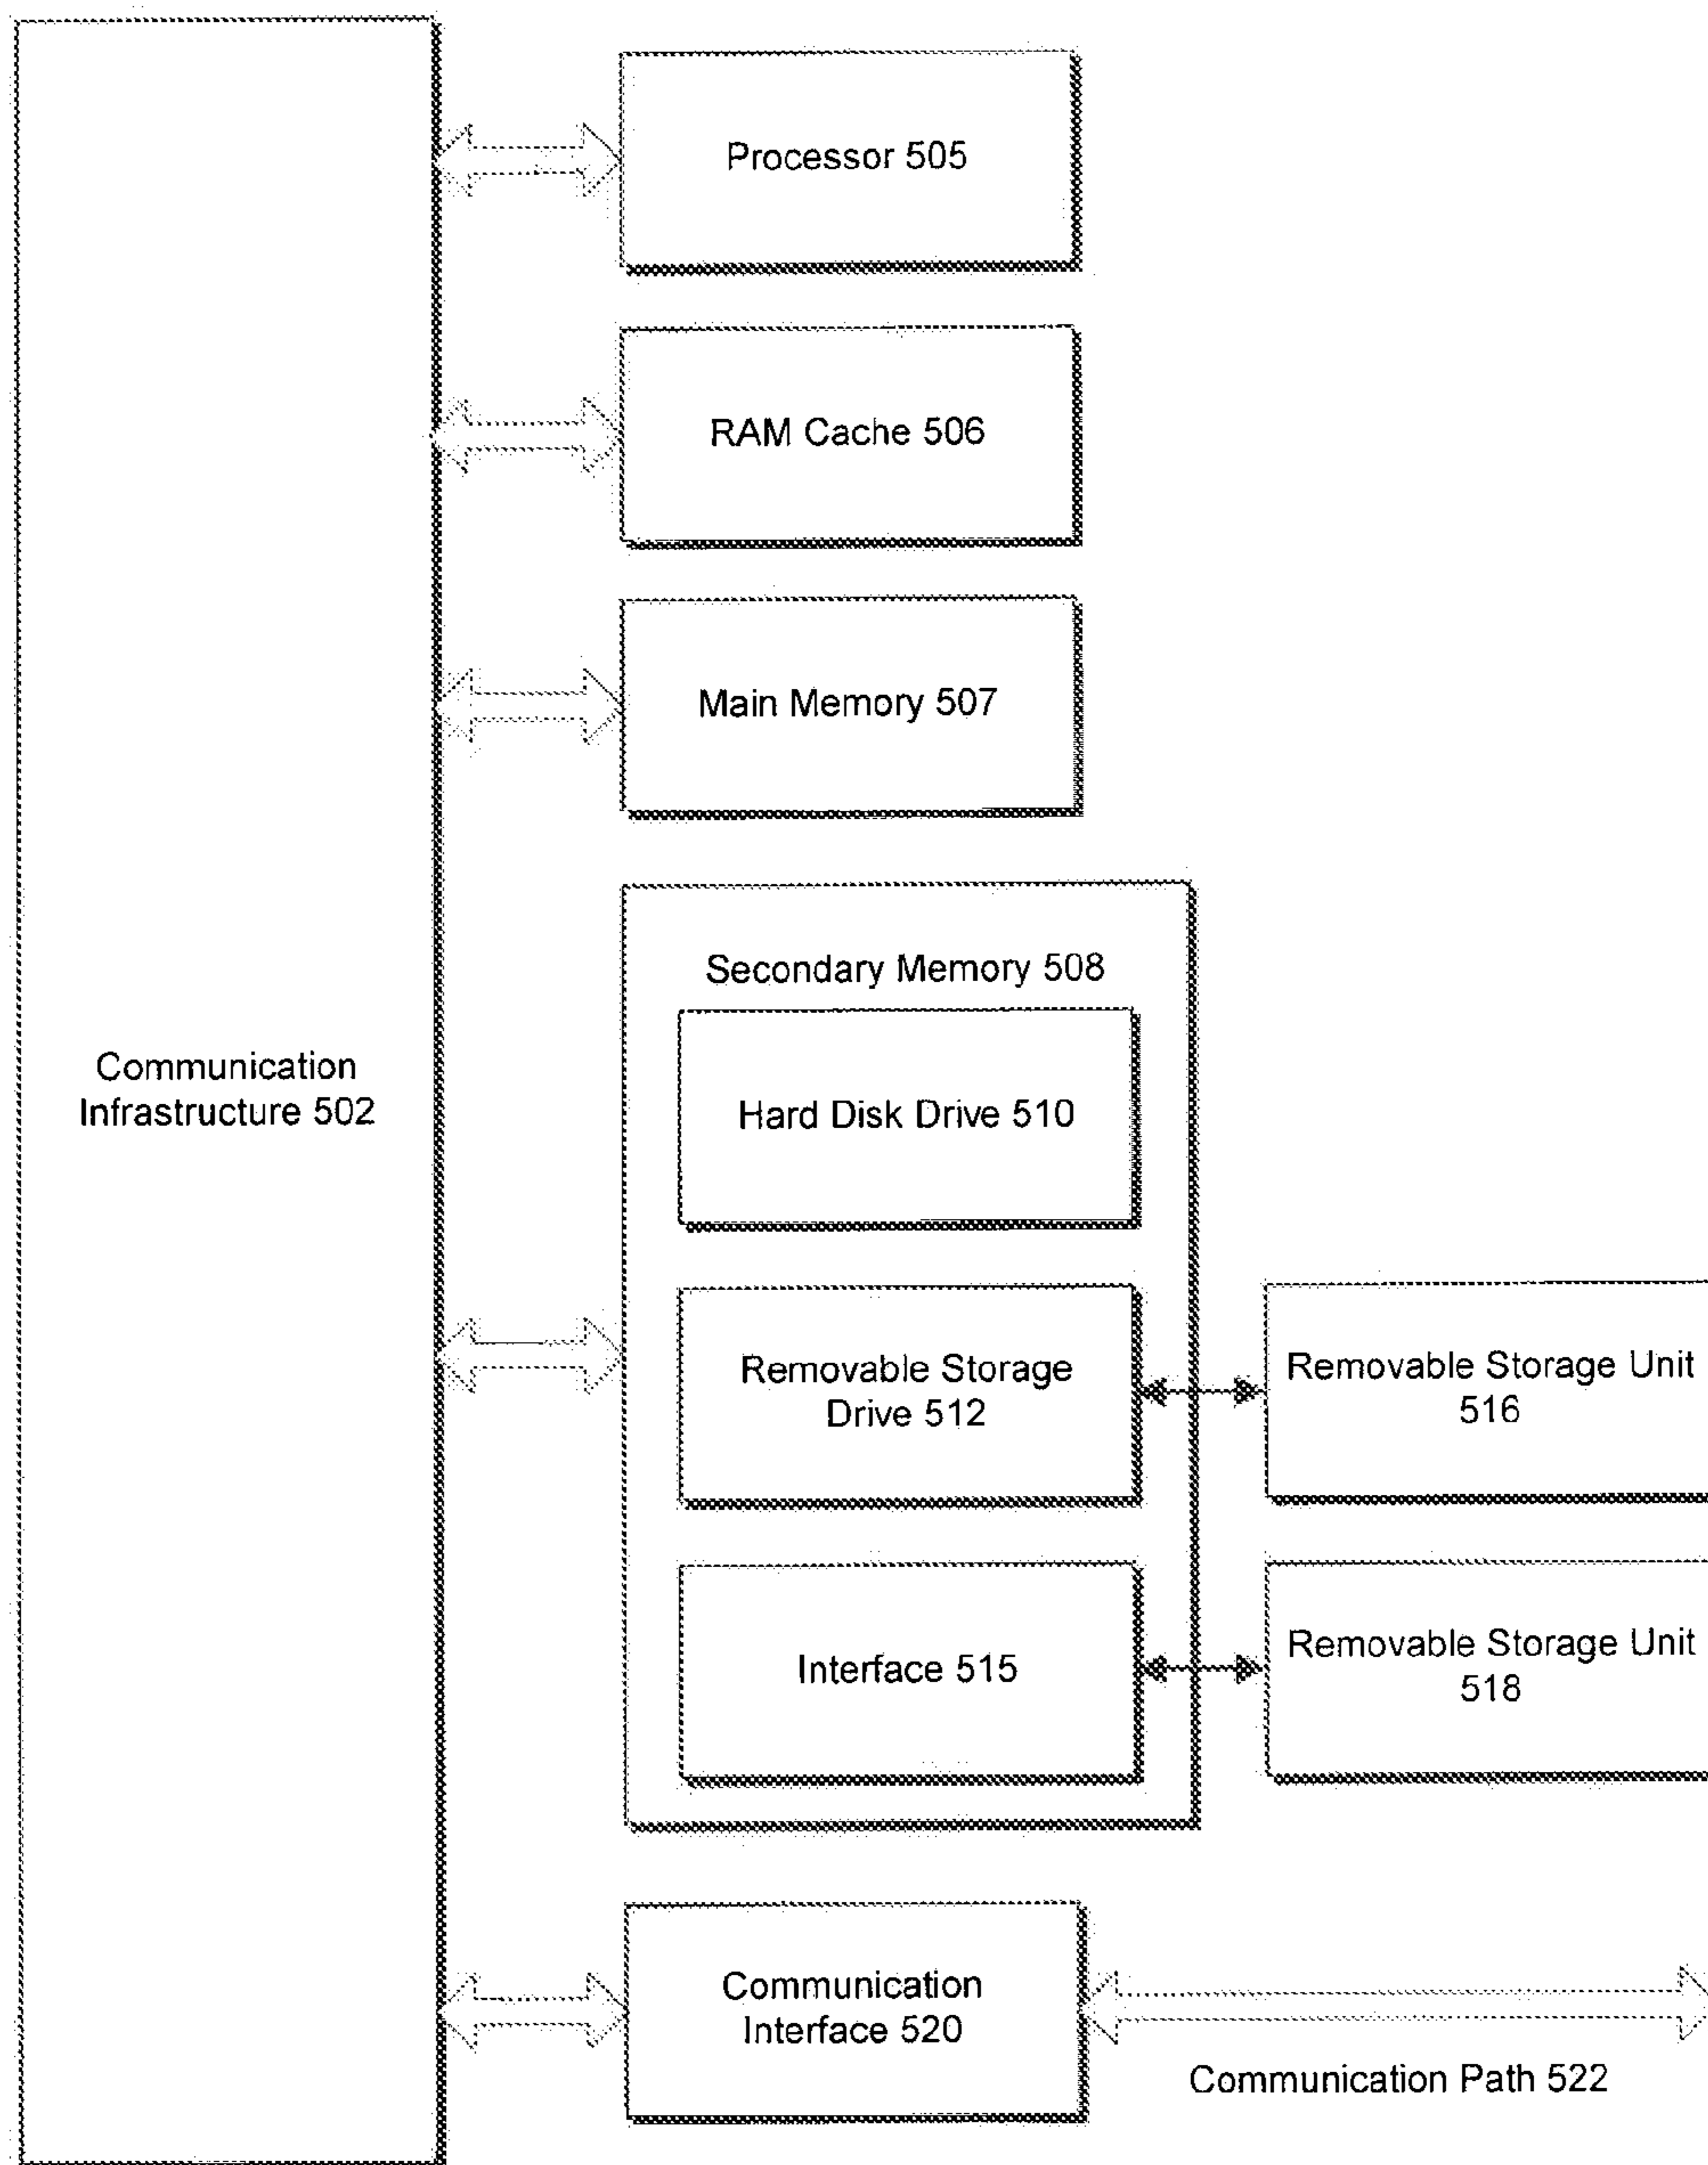 Processor 505
RAM Cache 506
Main Memory 507
Secondary Memory 508
Communication
Infrastructure 502
Hard Disk Drive 510
Removable Storage
Drive 512
Removable Storage Unit
516
Interface 515
Removable Storage Unit
518
Communication
Interface 520
Communication Path 522